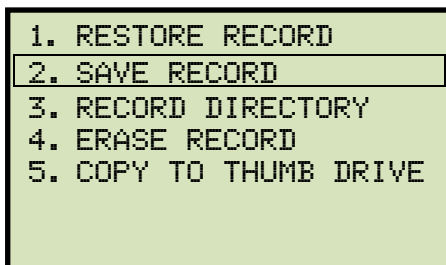 1. RESTORE RECORD
2. SAVE RECORD
3. RECORD DIRECTORY
4. ERASE RECORD
5. COPY TO THUMB DRIVE